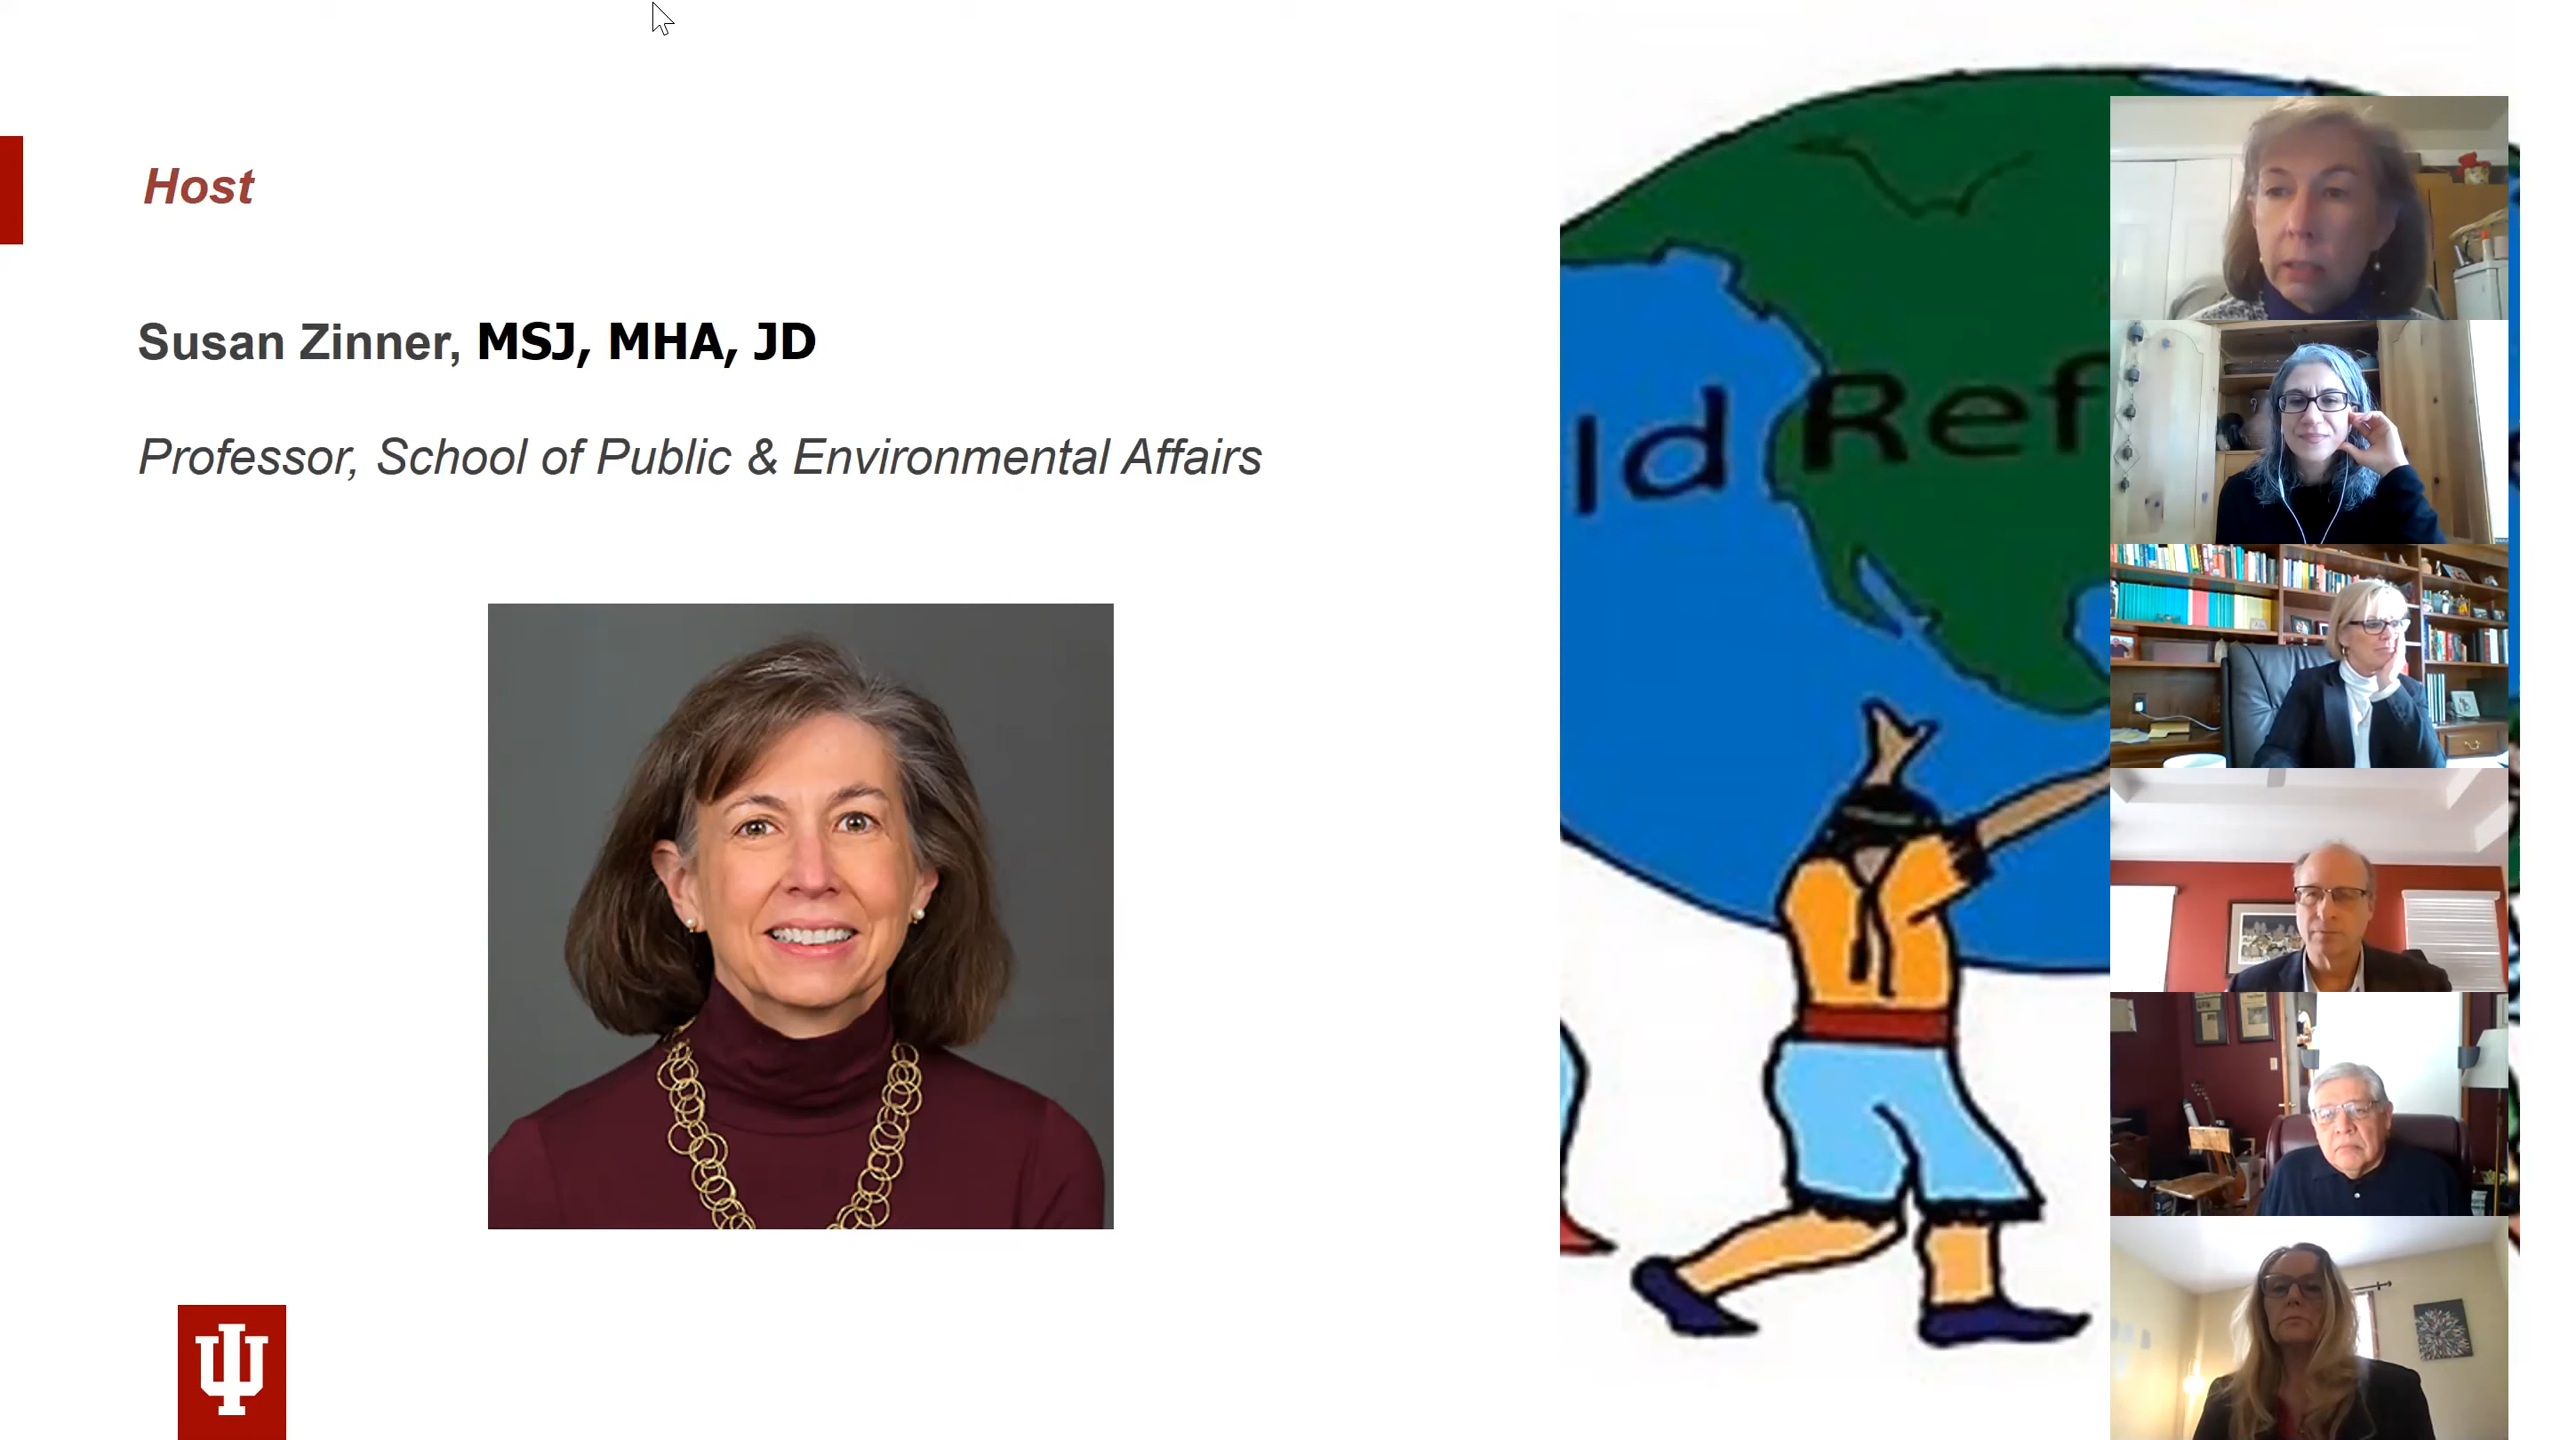 Host
Susan Zinner, MSJ, MHA, JD
Professor, School of Public & Environmental Affairs
ld Ref